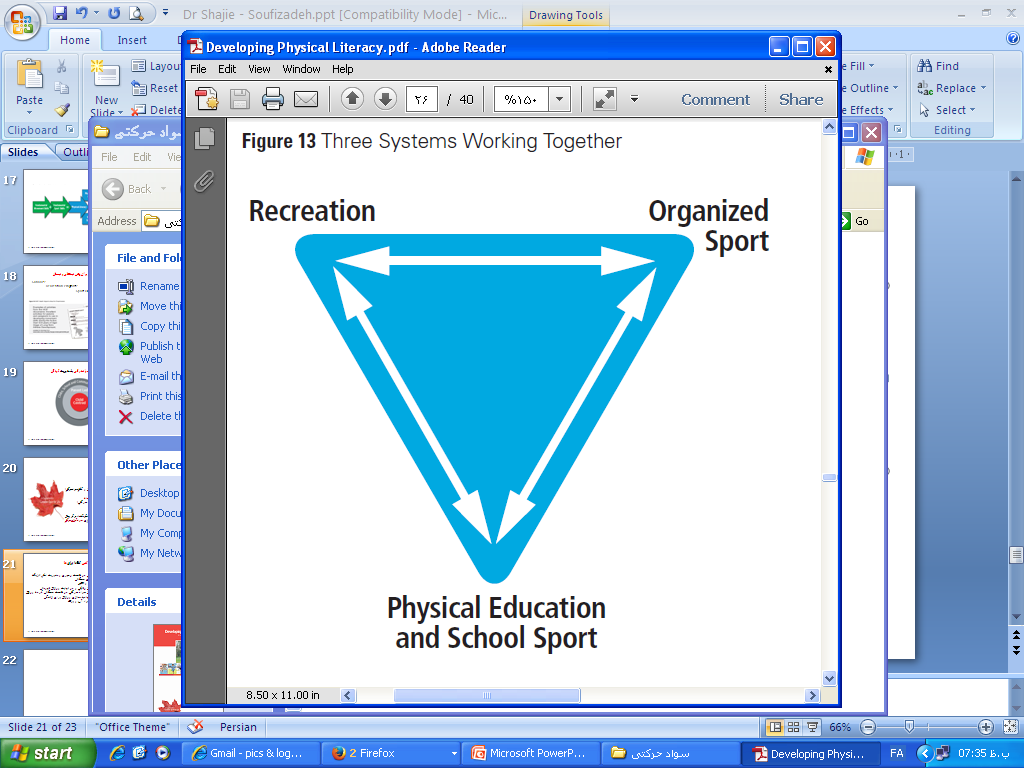 Dr Shajie - Soufizadeh.ppt [Compatibility Mode] - Mic...
Drawing Tools
Home
Insert
Paste
Clipboard
New
Slide
Layou
Reset
Delete
Fill
Outline
Effects
Find
Replace
Select
Editing
Slides
Outli
17
18
19
20
21
22
سواد حرکتی
File Edit Vie
Back
Address
Go
File and Fold
Rename
Move thi
Copy thi
Publish t
Web
E-mail th
Print this
Delete th
Other Place
Desktop
My Docu
My Comp
My Netw
Details
Developing Physical Literacy.pdf - Adobe Reader
File Edit View Window Help
۲۶ / 40
%۱۵۰
Comment
Share
Figure 13 Three Systems Working Together
Recreation
Organized
Sport
Physical Education
and School Sport
8.50 x 11.00 in
Slide 21 of 23
"Office Theme"
Persian
66%
start
Gmail - pics & log...
2 Firefox
Microsoft PowerP...
سواد حرکتی
Developing Physi...
FA
07:35 ب.ظ